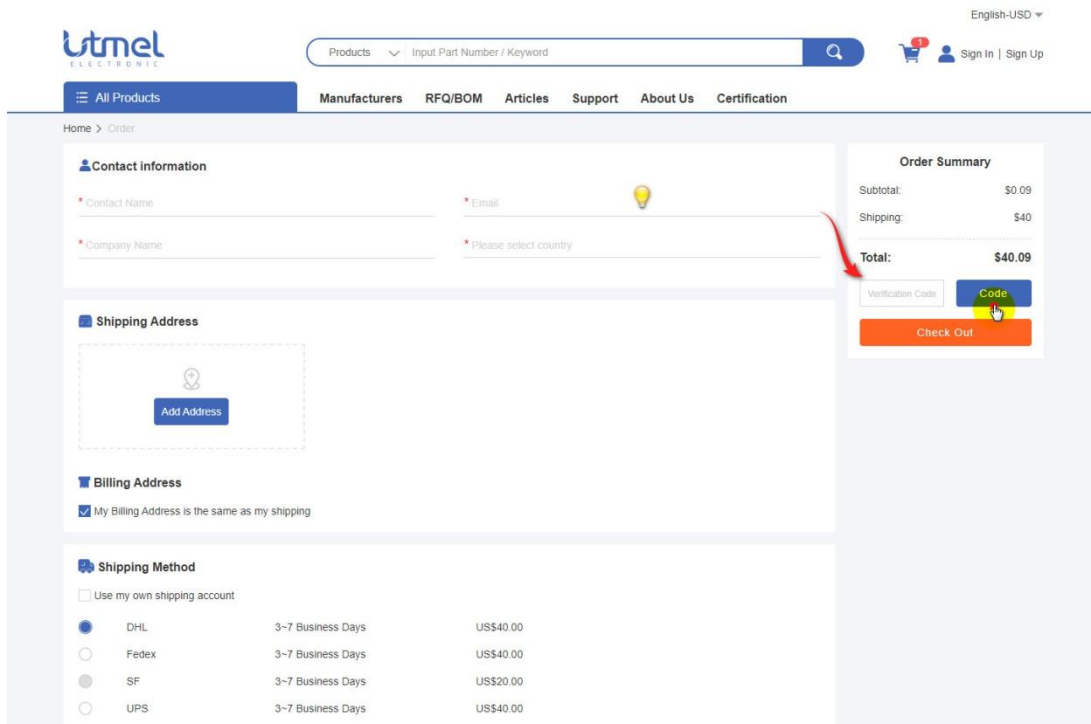 English-USD
Utmel
ELECTRONIC
Products Input Part Number / Keyword
1
Sign In | Sign Up
All Products Manufacturers RFQ/BOM Articles Support About Us Certification
Home > Order
Contact information
* Contact Name * Email
* Company Name * Please select country
Order Summary
Subtotal: $0.09
Shipping: $40
Total: $40.09
Verification Code Code
Check Out
Shipping Address
Add Address
Billing Address
My Billing Address is the same as my shipping
Shipping Method
Use my own shipping account
DHL 3~7 Business Days US$40.00
Fedex 3~7 Business Days US$40.00
SF 3~7 Business Days US$20.00
UPS 3~7 Business Days US$40.00